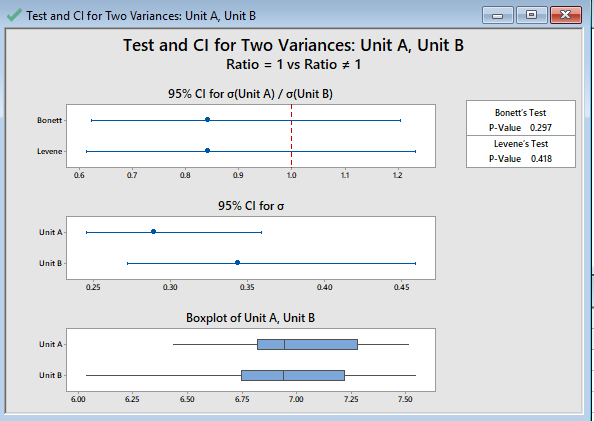 Test and CI for Two Variances: Unit A, Unit B
Test and CI for Two Variances: Unit A, Unit B
Ratio = 1 vs Ratio ≠ 1
95% CI for σ(Unit A) / σ(Unit B)
Bonett
Levene
0.6 0.7 0.8 0.9 1.0 1.1 1.2
Bonett's Test
P-Value 0.297
Levene's Test
P-Value 0.418
95% CI for σ
Unit A
Unit B
0.25 0.30 0.35 0.40 0.45
Boxplot of Unit A, Unit B
Unit A
Unit B
6.00 6.25 6.50 6.75 7.00 7.25 7.50